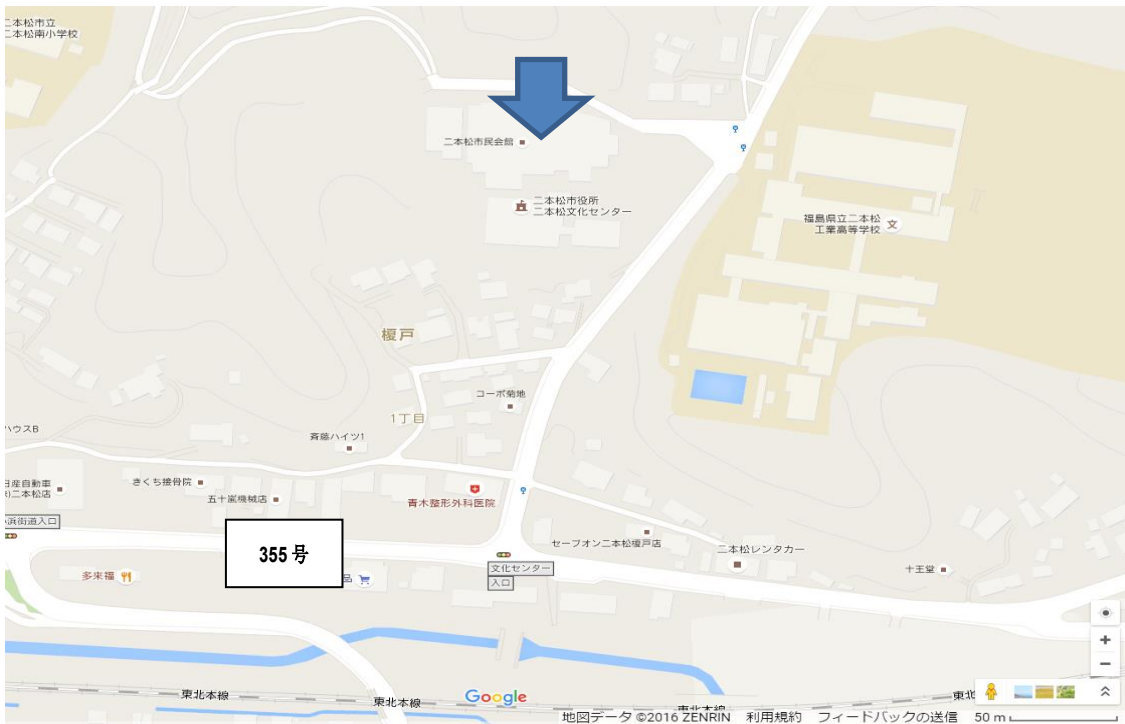 二本松市立
二本松南小学校
二本松市民会館
二本松市役所
二本松文化センター
福島県立二本松
工業高等学校
榎戸
コーポ菊地
1丁目
ハウスB
斉藤ハイツ1
日産自動車
二本松店
きくち接骨院
五十嵐機械店
青木整形外科医院
浜街道入口
355号
セーブオン二本松榎戸店
二本松レンタカー
文化センター
入口
多来福
品
十王堂
東北本線
東北本線
東北本線
東北
Google
地図データ ©2016 ZENRIN 利用規約 フィードバックの送信 50 m